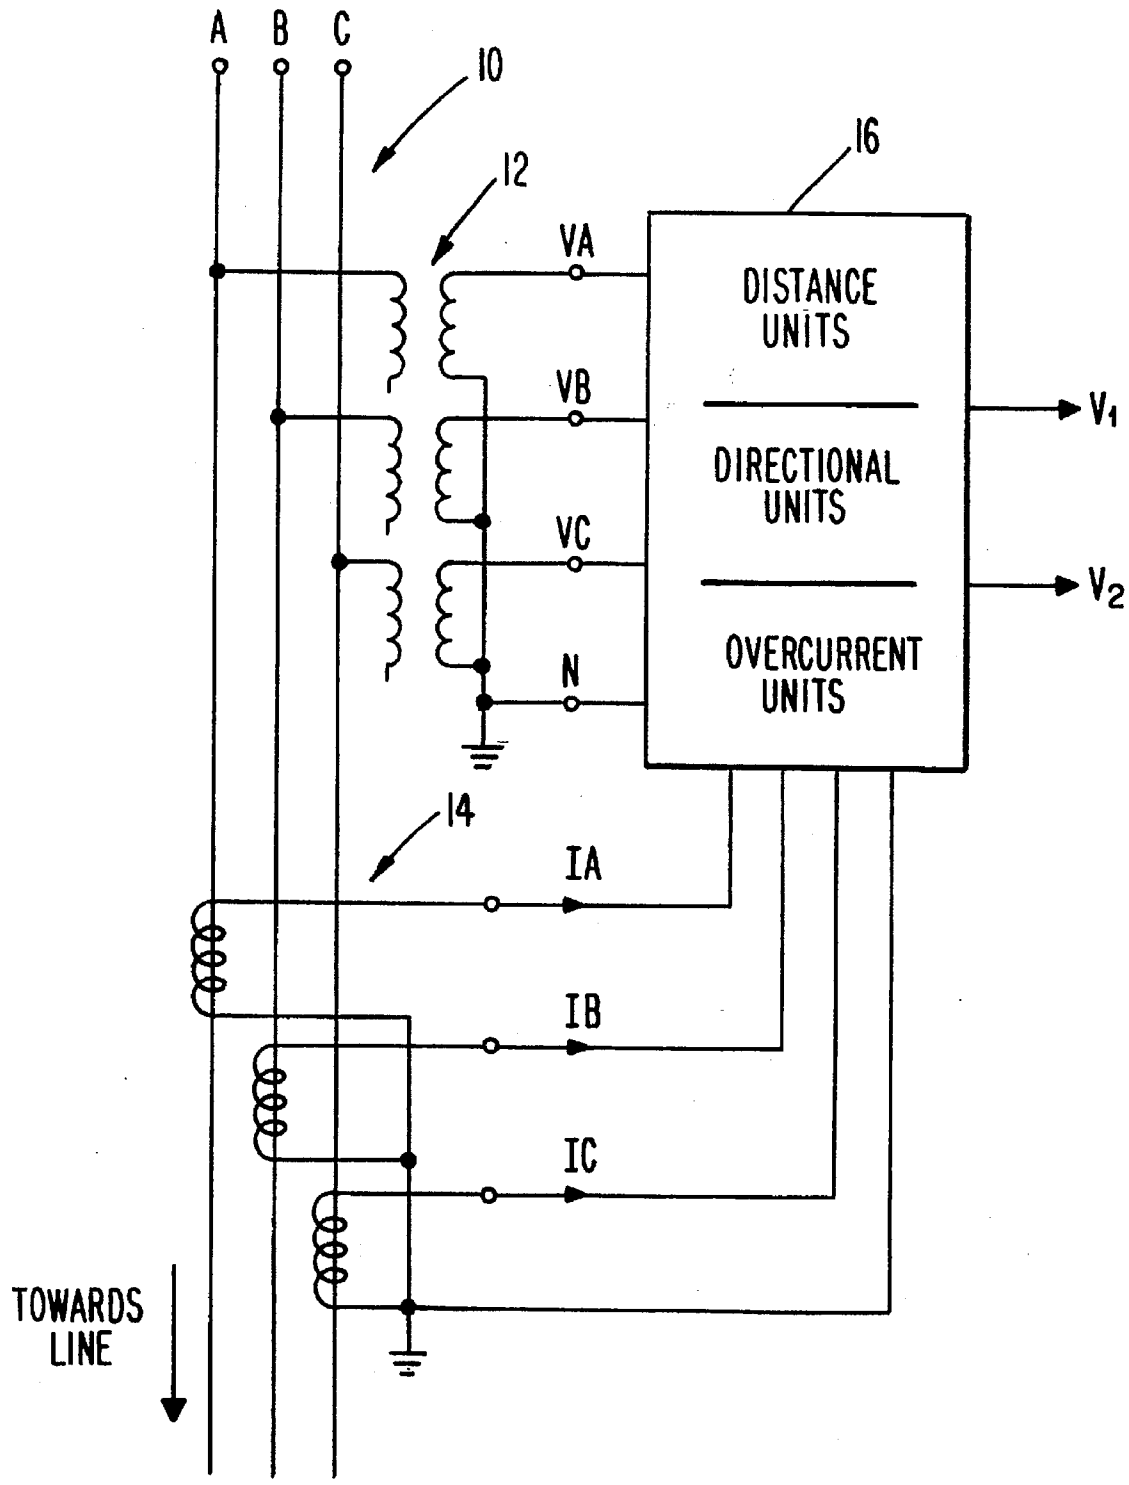 A B C
10
12
16
VA
DISTANCE
UNITS
VB
V1
DIRECTIONAL
UNITS
VC
V2
OVERCURRENT
UNITS
N
14
IA
IB
IC
TOWARDS
LINE